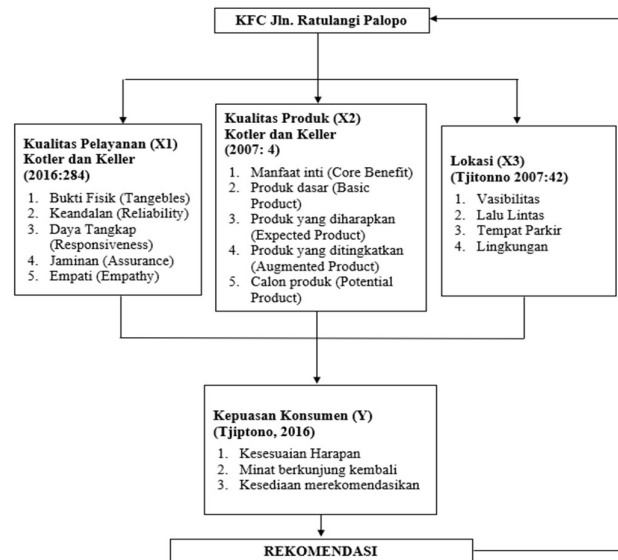 KFC Jln. Ratulangi Palopo
Kualitas Pelayanan (X1)
Kotler dan Keller
(2016:284)
1. Bukti Fisik (Tangebles)
2. Keandalan (Reliability)
3. Daya Tangkap
(Responsiveness)
4. Jaminan (Assurance)
5. Empati (Empathy)
Kualitas Produk (X2)
Kotler dan Keller
(2007: 4)
1. Manfaat inti (Core Benefit)
2. Produk dasar (Basic
Product)
3. Produk yang diharapkan
(Expected Product)
4. Produk yang ditingkatkan
(Augmented Product)
5. Calon produk (Potential
Product)
Lokasi (X3)
(Tjitonno 2007:42)
1. Vasibilitas
2. Lalu Lintas
3. Tempat Parkir
4. Lingkungan
Kepuasan Konsumen (Y)
(Tjiptono, 2016)
1. Kesesuaian Harapan
2. Minat berkunjung kembali
3. Kesediaan merekomendasikan
REKOMENDASI